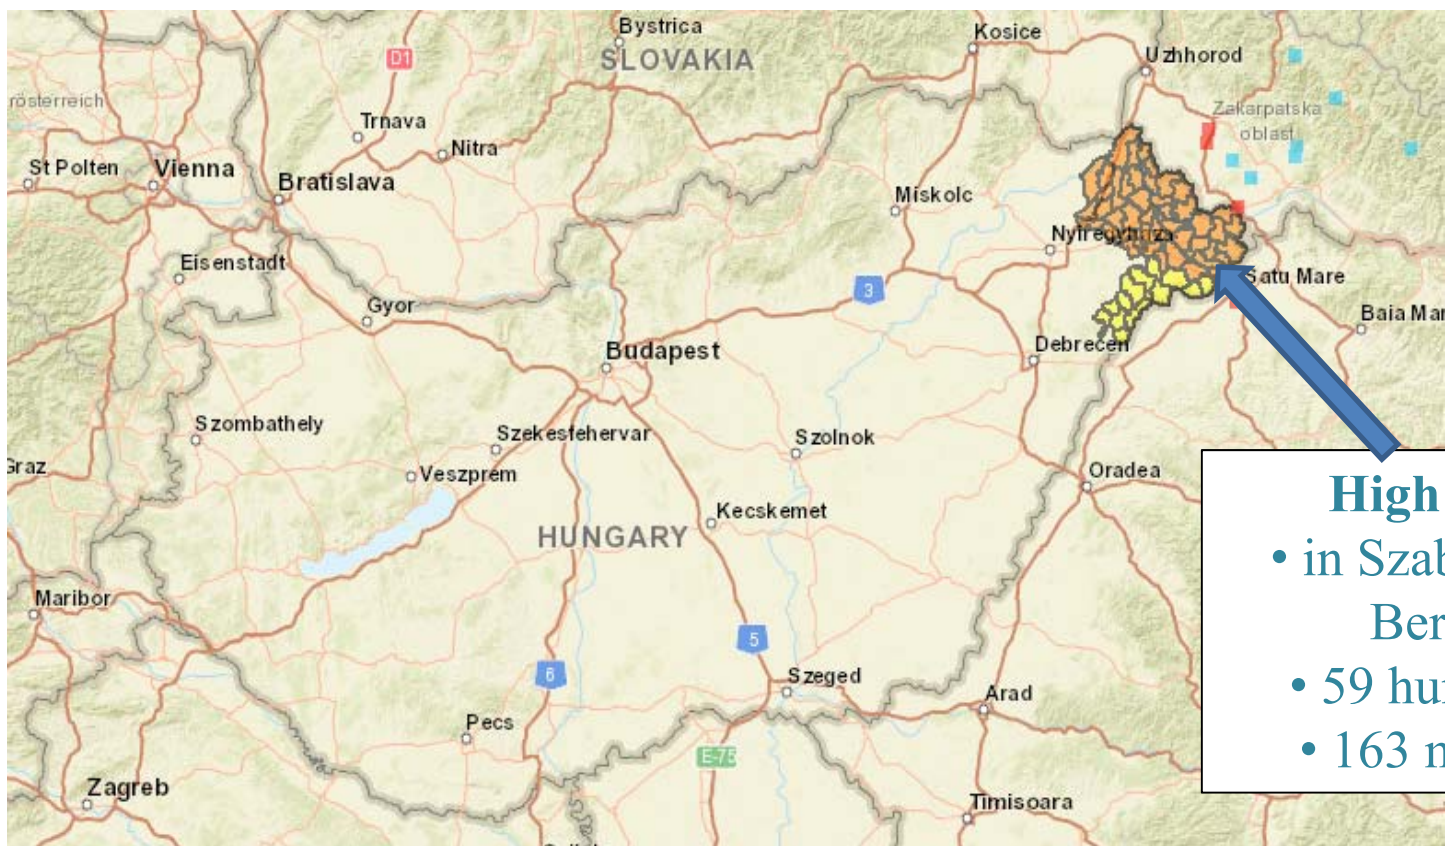 Bystrica
Kosice
SLOVAKIA
Uzhhorod
D1
rösterreich
Zakarpatska
oblast
Trnava
Nitra
St Polten
Vienna
Bratislava
Miskolc
Nyiregyhaza
Eisenstadt
Satu Mare
3
Gyor
Baia Mar
Debrecen
Budapest
Szombathely
Szekesfehervar
Szolnok
Graz
Veszprem
Oradea
Kecskemet
HUNGARY
High
• in Szab
Ber
• 59 hu
• 163 n
Maribor
5
6
Szeged
Arad
Pecs
E-75
Zagreb
Timisoara